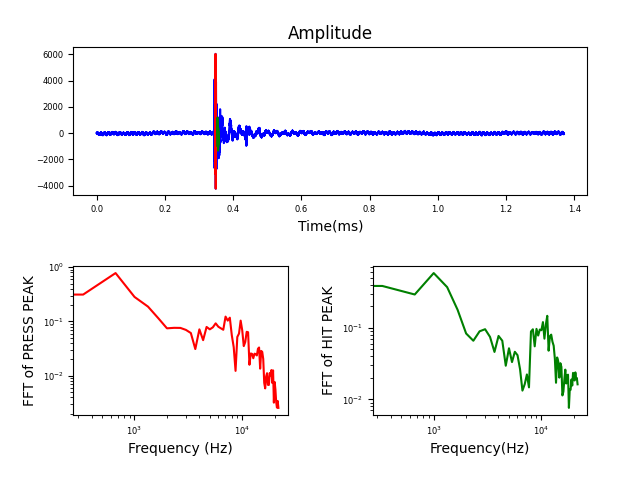 Amplitude
6000
4000
2000
0
−2000
−4000
0.0 0.2 0.4 0.6 0.8 1.0 1.2 1.4
Time(ms)
FFT of PRESS PEAK
10⁰
10⁻¹
10⁻²
10³ 10⁴
Frequency (Hz)
FFT of HIT PEAK
10⁻¹
10⁻²
10³ 10⁴
Frequency(Hz)